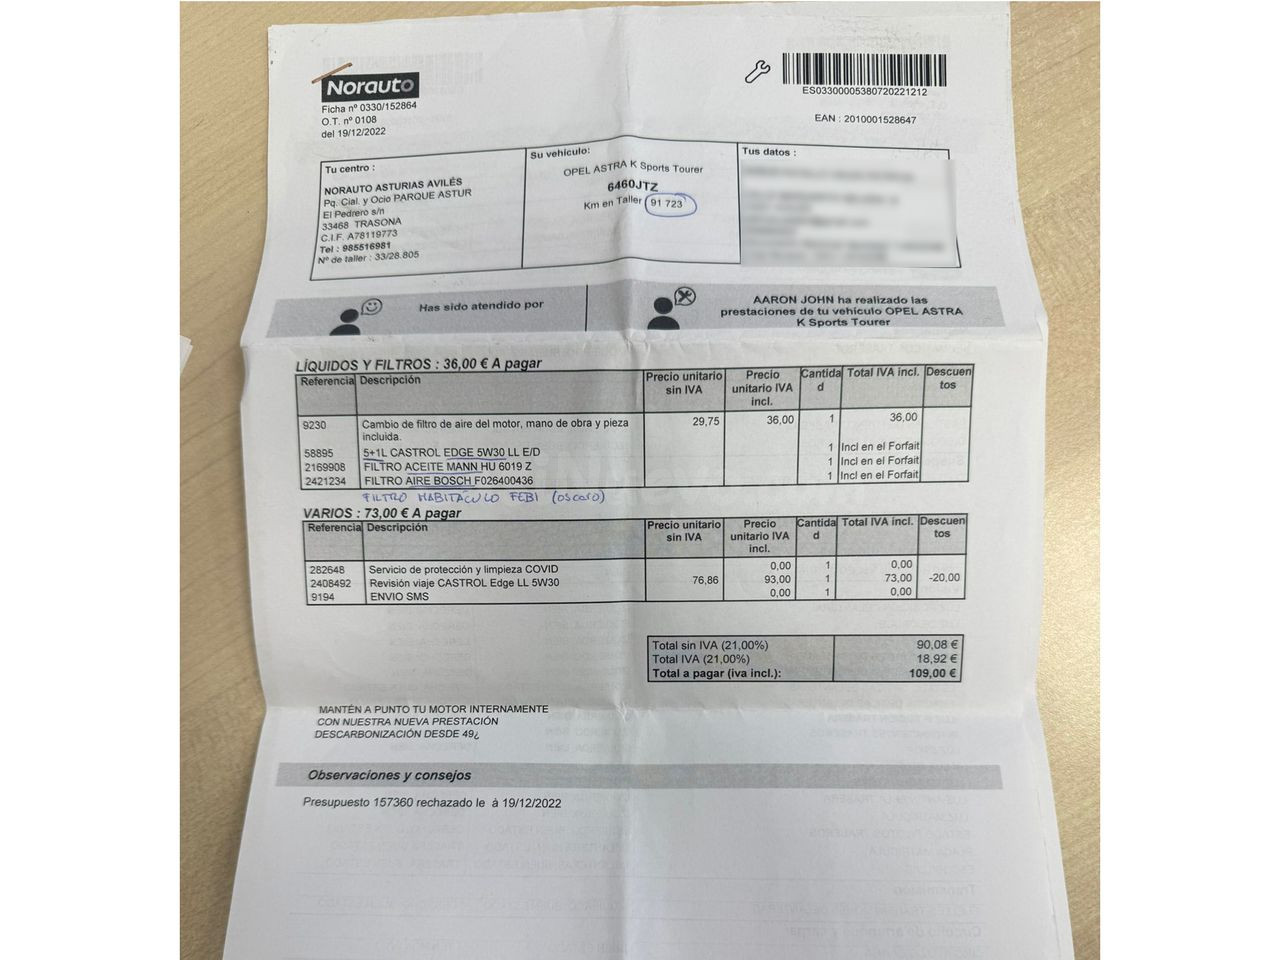 Norauto
Ficha nº 0330/152864
O.T. nº 0108
del 19/12/2022
ES03300005380720221212
EAN : 2010001528647
Tu centro :
NORAUTO ASTURIAS AVILÉS
Pq. Cial. y Ocio PARQUE ASTUR
El Pedrero s/n
33468 TRASONA
C.I.F. A78119773
Tel : 985516981
Nº de taller : 33/28.805
Su vehículo:
OPEL ASTRA K Sports Tourer
6460JTZ
Km en Taller 91 723
Tus datos :
Has sido atendido por
AARON JOHN ha realizado las
prestaciones de tu vehículo OPEL ASTRA
K Sports Tourer
LÍQUIDOS Y FILTROS : 36,00 € A pagar
Referencia Descripción Precio unitario sin IVA Precio unitario IVA incl. Cantidad Total IVA incl. Descuentos
9230 Cambio de filtro de aire del motor, mano de obra y pieza 29,75 36,00 1 36,00
incluida.
58895 5+1L CASTROL EDGE 5W30 LL E/D 1 Incl en el Forfait
2169908 FILTRO ACEITE MANN HU 6019 Z 1 Incl en el Forfait
2421234 FILTRO AIRE BOSCH F026400436 1 Incl en el Forfait
FILTRO HABITACULO FEBI (OSCARO)
VARIOS : 73,00 € A pagar
Referencia Descripción Precio unitario sin IVA Precio unitario IVA incl. Cantidad Total IVA incl. Descuentos
282648 Servicio de protección y limpieza COVID 0,00 1 0,00
2408492 Revisión viaje CASTROL Edge LL 5W30 76,86 93,00 1 73,00 -20,00
9194 ENVIO SMS 0,00 1 0,00
Total sin IVA (21,00%) 90,08 €
Total IVA (21,00%) 18,92 €
Total a pagar (iva incl.): 109,00 €
MANTÉN A PUNTO TU MOTOR INTERNAMENTE
CON NUESTRA NUEVA PRESTACIÓN
DESCARBONIZACIÓN DESDE 49¿
Observaciones y consejos
Presupuesto 157360 rechazado le à 19/12/2022